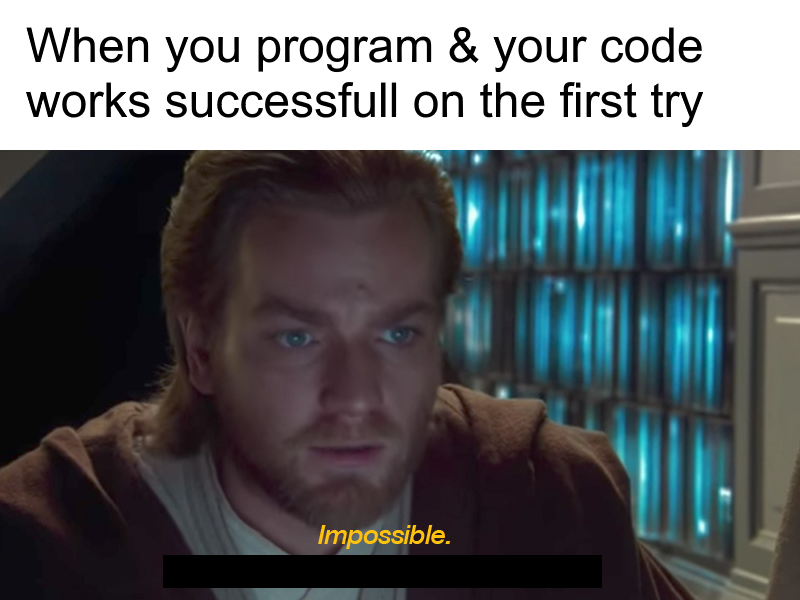 When you program & your code
works successfull on the first try
Impossible.